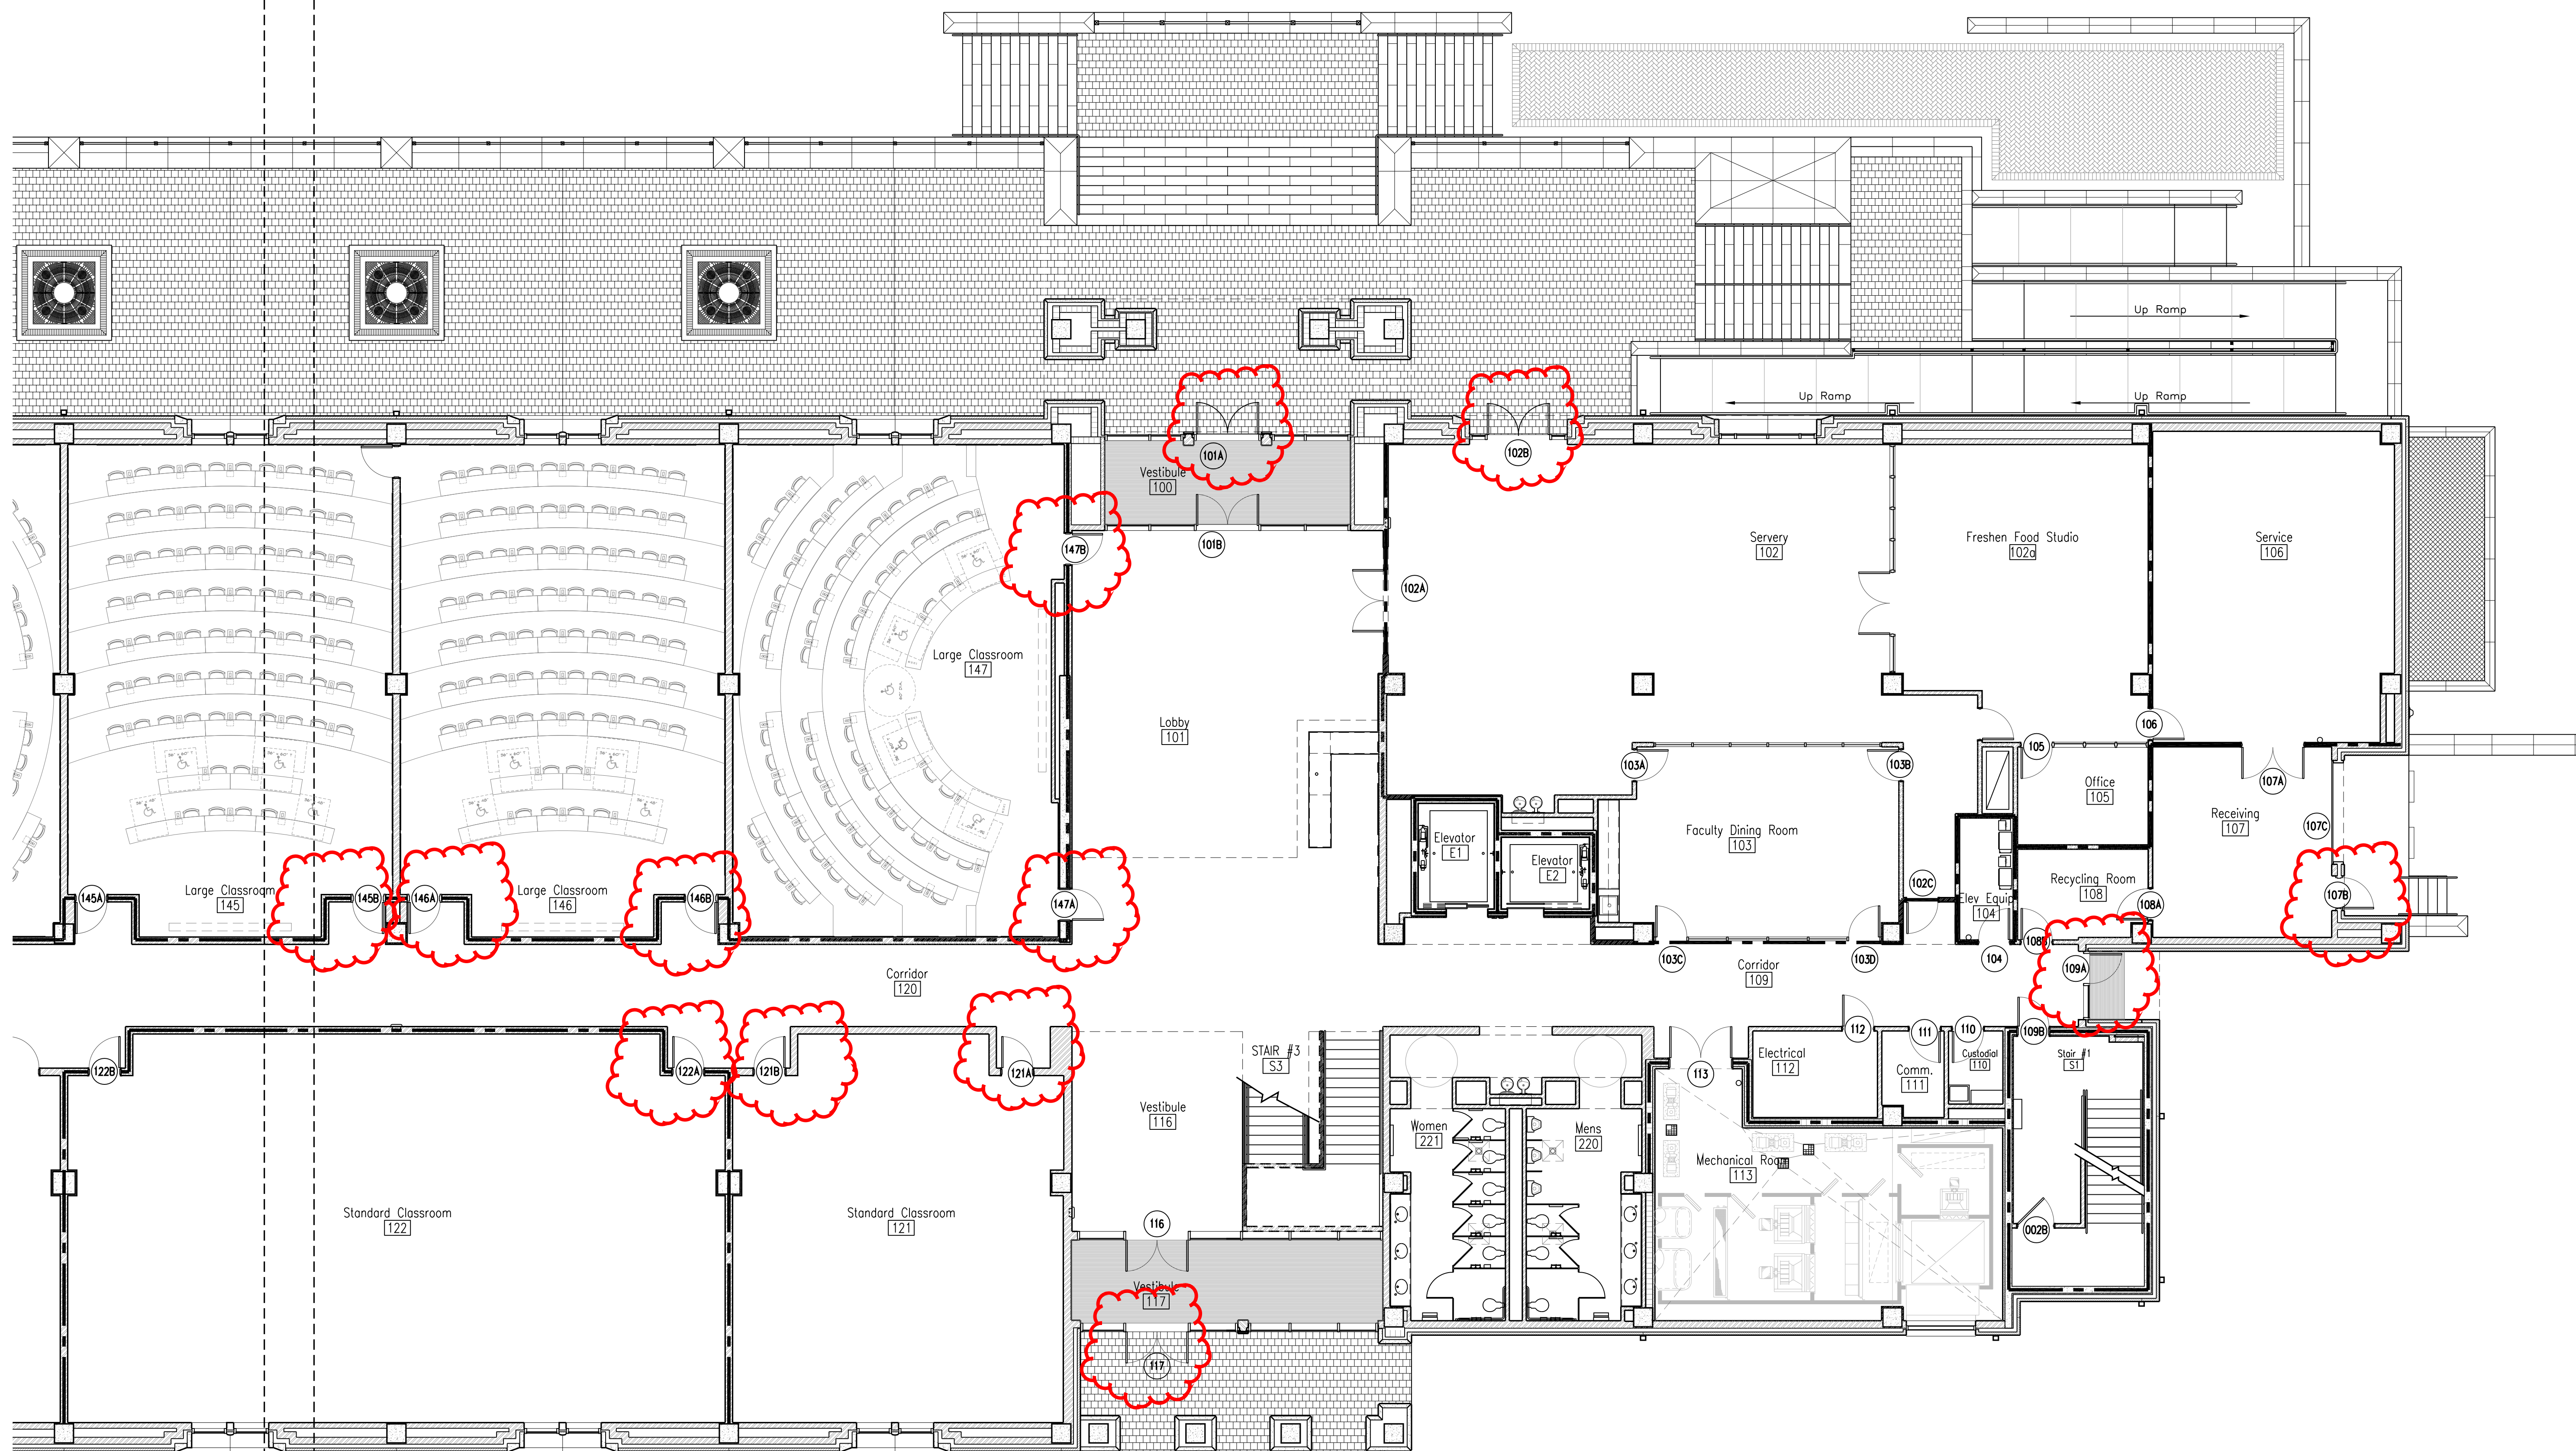 Up Ramp
Up Ramp
Up Ramp
101A
102B
Vestibule
100
147B
101B
102A
Servery
102
Freshen Food Studio
102a
Service
106
Large Classroom
147
Lobby
101
106
105
103A
103B
107A
Office
105
Receiving
107
107C
Elevator
E1
Elevator
E2
Faculty Dining Room
103
102C
Recycling Room
108
Elev Equip
104
107B
108A
108B
145A
Large Classroom
145
145B
146A
Large Classroom
146
146B
147A
103C
Corridor
109
103D
104
109A
Corridor
120
112
111
110
109B
113
122B
122A
121B
121A
STAIR #3
S3
Electrical
112
Comm.
111
Custodial
110
Stair #1
S1
Vestibule
116
Women
221
Mens
220
Mechanical Room
113
Standard Classroom
122
Standard Classroom
121
116
002B
Vestibule
117
117